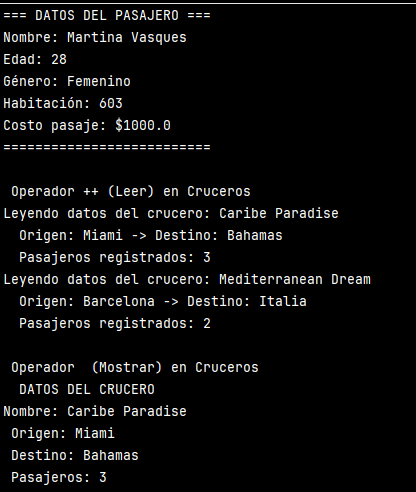 === DATOS DEL PASAJERO ===
Nombre: Martina Vasques
Edad: 28
Género: Femenino
Habitación: 603
Costo pasaje: $1000.0
==========================
Operador ++ (Leer) en Cruceros
Leyendo datos del crucero: Caribe Paradise
Origen: Miami -> Destino: Bahamas
Pasajeros registrados: 3
Leyendo datos del crucero: Mediterranean Dream
Origen: Barcelona -> Destino: Italia
Pasajeros registrados: 2
Operador  (Mostrar) en Cruceros
DATOS DEL CRUCERO
Nombre: Caribe Paradise
Origen: Miami
Destino: Bahamas
Pasajeros: 3